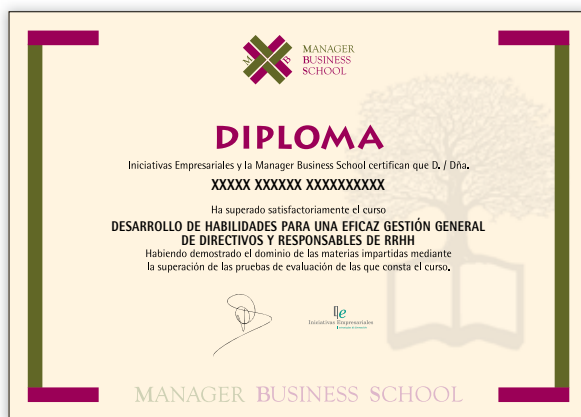 M B
MANAGER
BUSINESS
SCHOOL
DIPLOMA
Iniciativas Empresariales y la Manager Business School certifican que D. / Dña.
XXXXX XXXXXX XXXXXXXXXX
Ha superado satisfactoriamente el curso
DESARROLLO DE HABILIDADES PARA UNA EFICAZ GESTIÓN GENERAL
DE DIRECTIVOS Y RESPONSABLES DE RRHH
Habiendo demostrado el dominio de las materias impartidas mediante
la superación de las pruebas de evaluación de las que consta el curso.
Iniciativas Empresariales
MANAGER BUSINESS SCHOOL